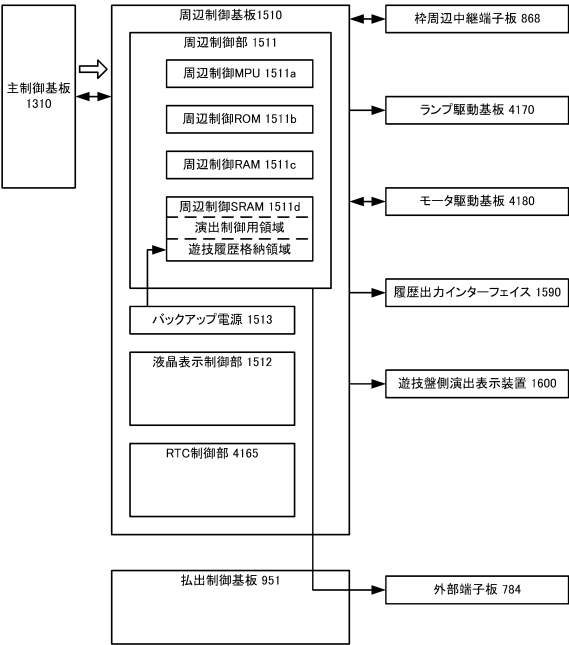 主制御基板
1310
周辺制御基板1510
周辺制御部 1511
周辺制御MPU 1511a
周辺制御ROM 1511b
周辺制御RAM 1511c
周辺制御SRAM 1511d
演出制御用領域
遊技履歴格納領域
バックアップ電源 1513
液晶表示制御部 1512
RTC制御部 4165
払出制御基板 951
枠周辺中継端子板 868
ランプ駆動基板 4170
モータ駆動基板 4180
履歴出力インターフェイス 1590
遊技盤側演出表示装置 1600
外部端子板 784